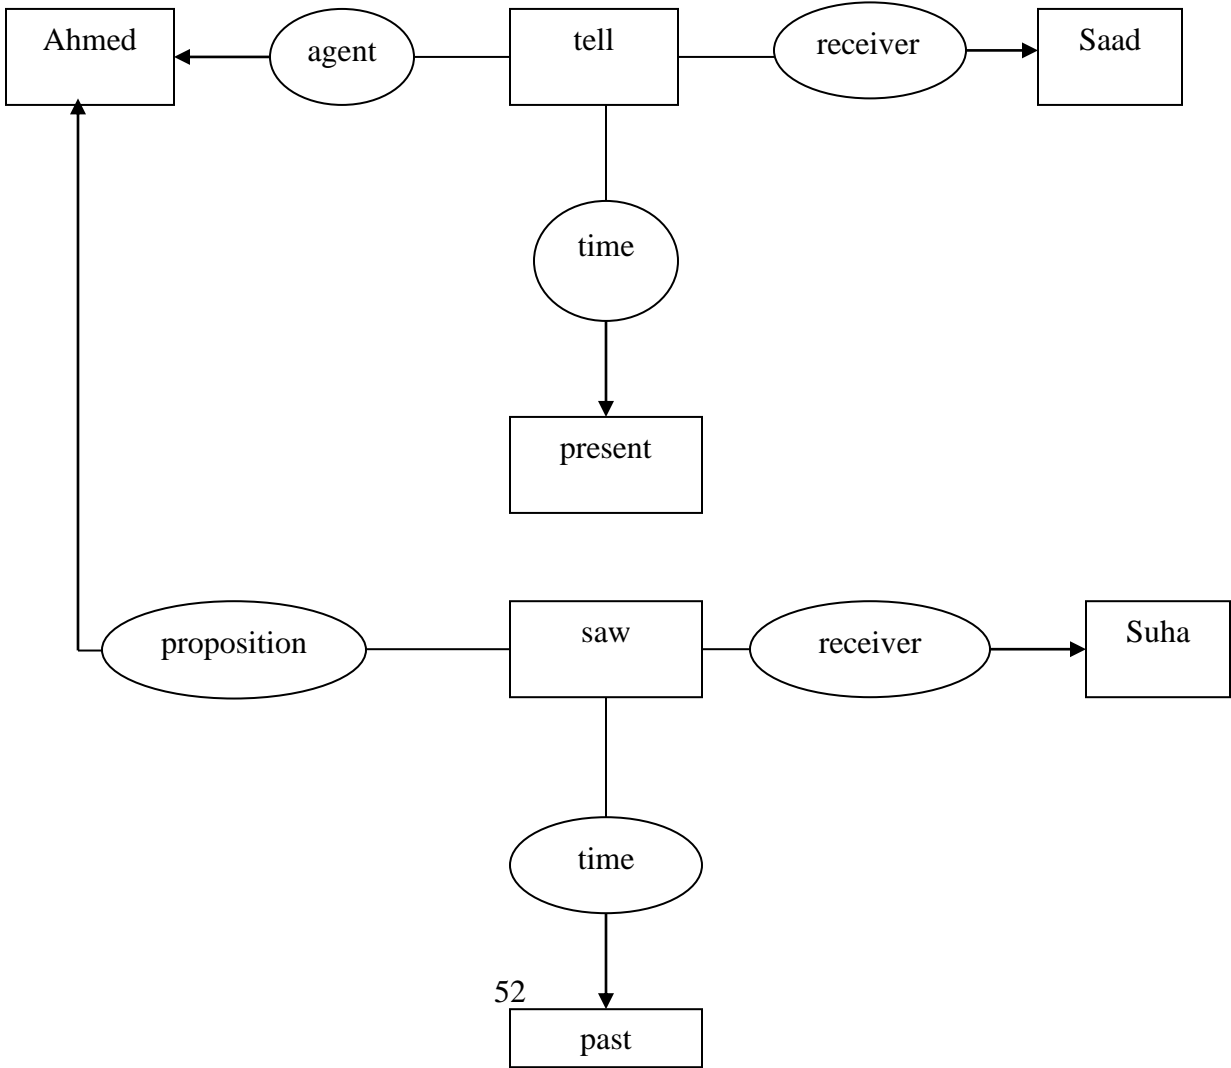 Ahmed
agent
tell
receiver
Saad
time
present
proposition
saw
receiver
Suha
time
52
past